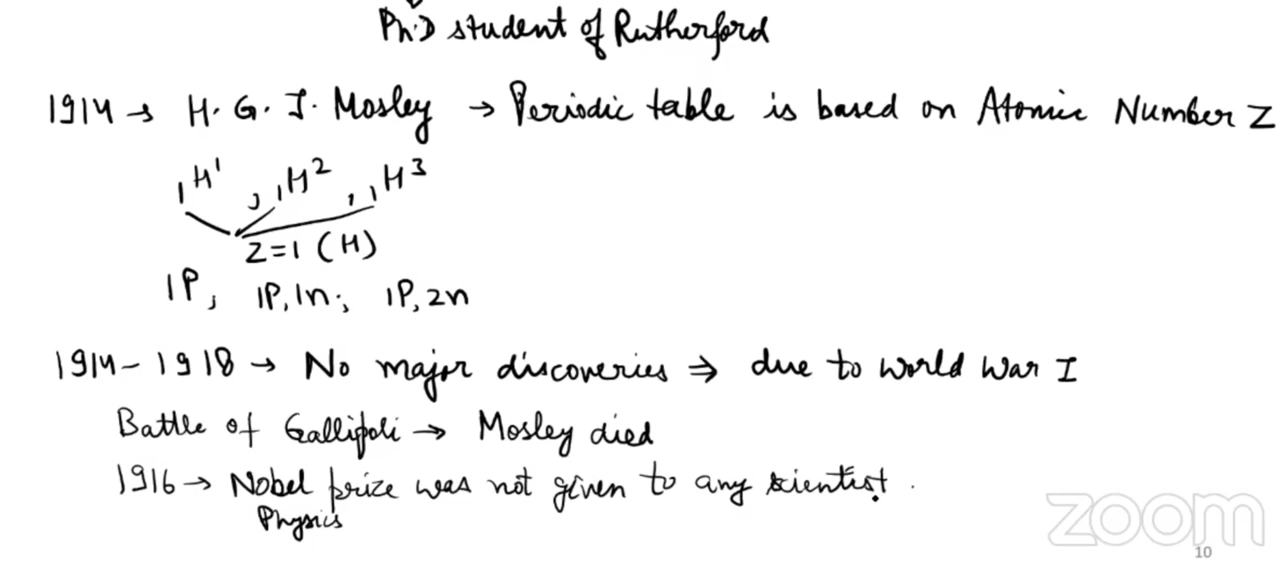 Ph.D student of Rutherford
1914 → H. G. J. Mosley → Periodic table is based on Atomic Number Z
₁H¹, ₁H², ₁H³
Z=1 (H)
1P, 1P,1n; 1P,2n
1914-1918 → No major discoveries ⇒ due to world war I
Battle of Gallipoli → Mosley died
1916 → Nobel prize was not given to any scientist.
Physics
zoom
10